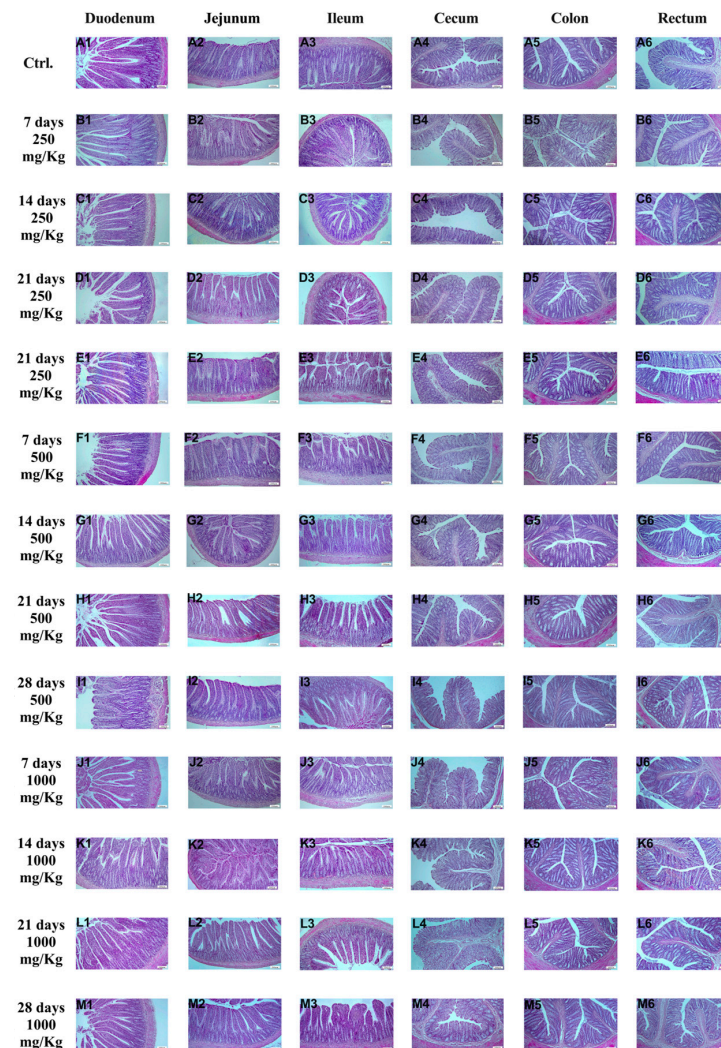 Duodenum Jejunum Ileum Cecum Colon Rectum
Ctrl. A1 A2 A3 A4 A5 A6
7 days
250
mg/Kg
B1 B2 B3 B4 B5 B6
14 days
250
mg/Kg
C1 C2 C3 C4 C5 C6
21 days
250
mg/Kg
D1 D2 D3 D4 D5 D6
21 days
250
mg/Kg
E1 E2 E3 E4 E5 E6
7 days
500
mg/Kg
F1 F2 F3 F4 F5 F6
14 days
500
mg/Kg
G1 G2 G3 G4 G5 G6
21 days
500
mg/Kg
H1 H2 H3 H4 H5 H6
28 days
500
mg/Kg
I1 I2 I3 I4 I5 I6
7 days
1000
mg/Kg
J1 J2 J3 J4 J5 J6
14 days
1000
mg/Kg
K1 K2 K3 K4 K5 K6
21 days
1000
mg/Kg
L1 L2 L3 L4 L5 L6
28 days
1000
mg/Kg
M1 M2 M3 M4 M5 M6